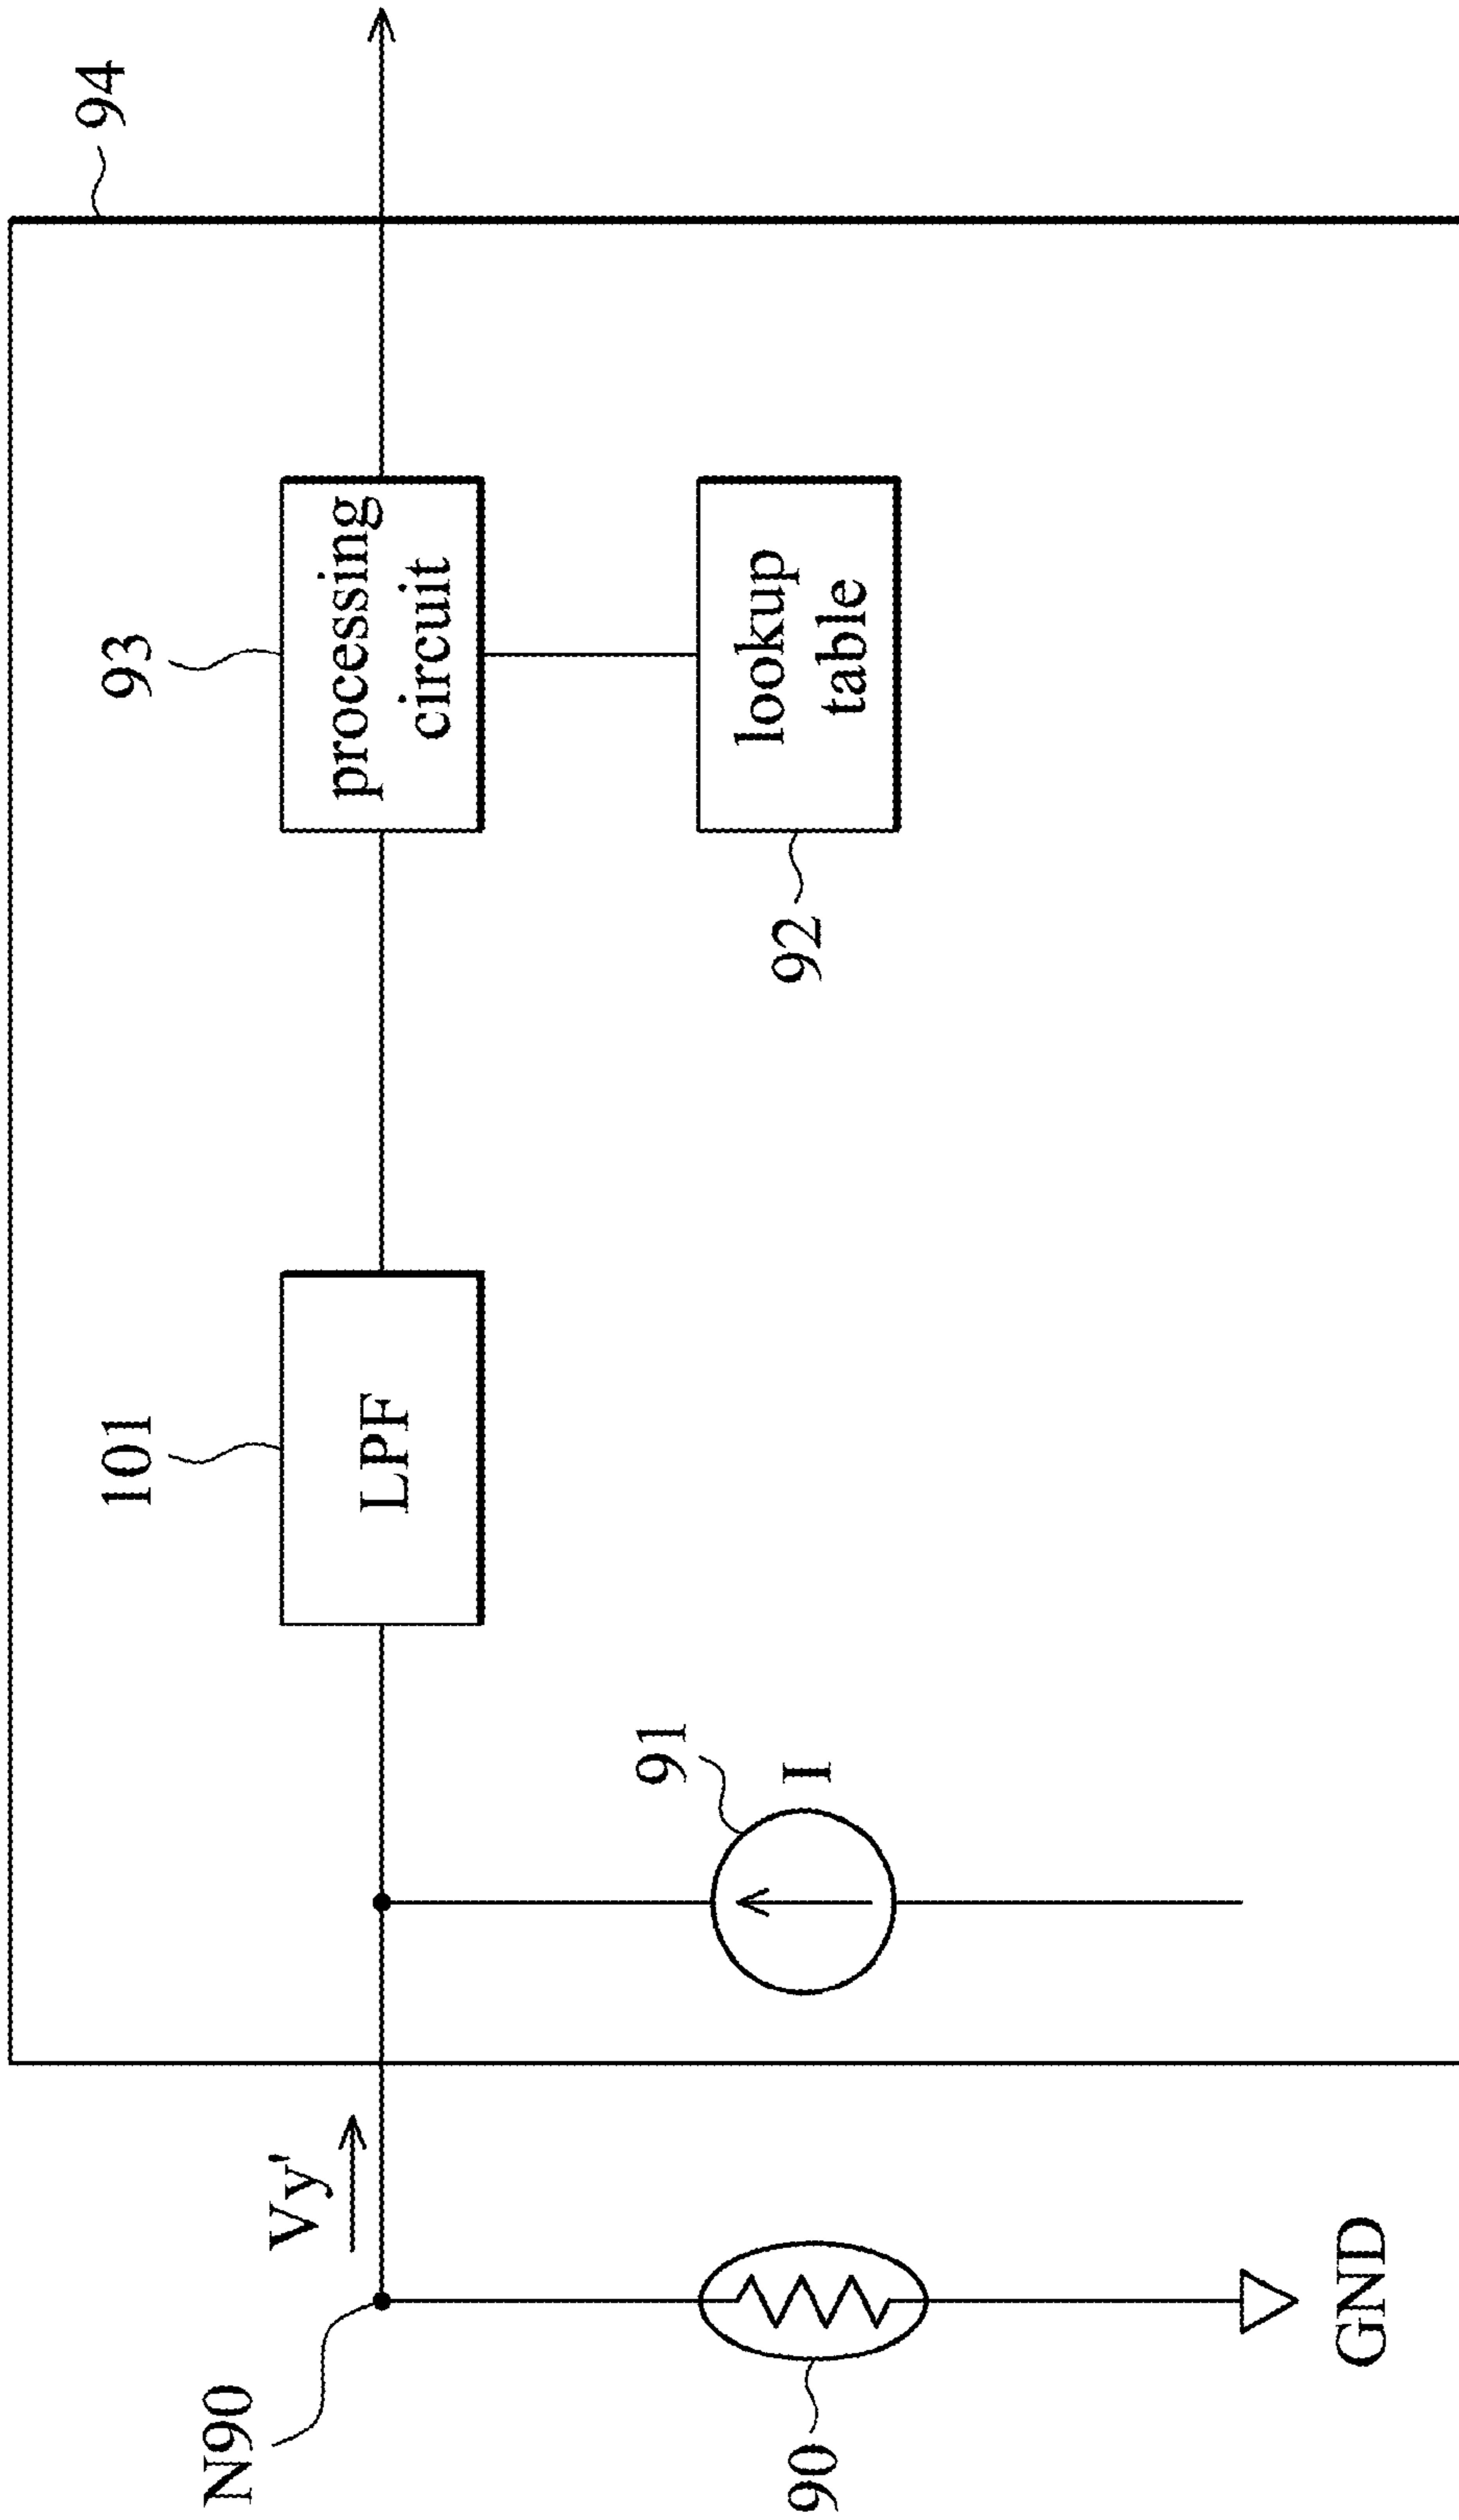 94
93
processing
circuit
101
LPF
lookup
table
92
91
I
Vy'
N90
90
GND